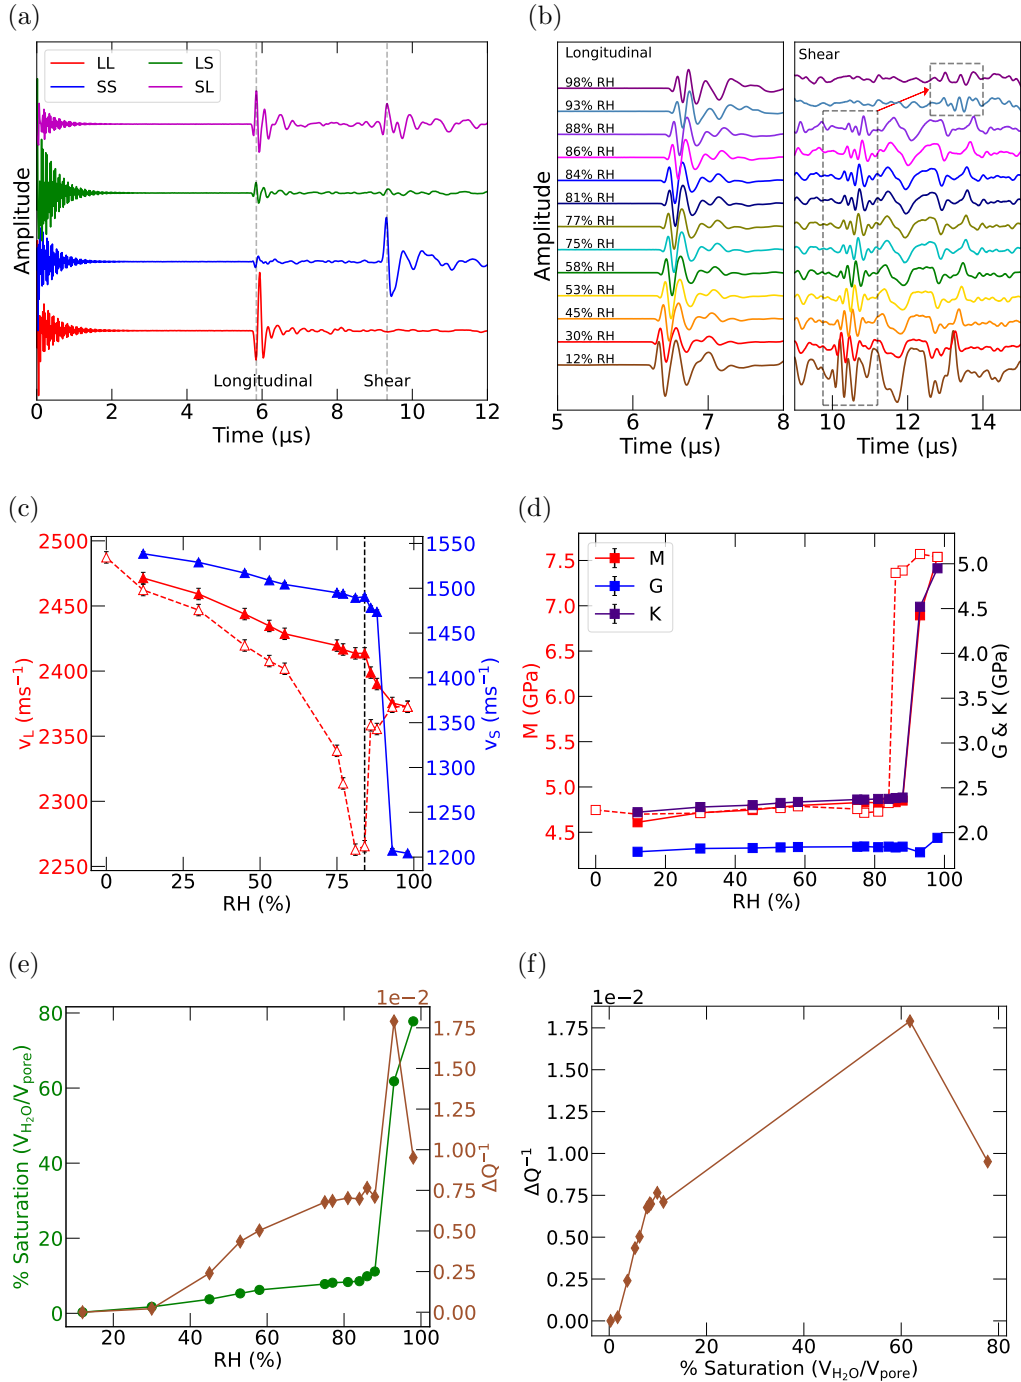 (a)
LL
SS
LS
SL
Amplitude
Longitudinal
Shear
0 2 4 6 8 10 12
Time (µs)
(b)
Longitudinal
Shear
98% RH
93% RH
88% RH
86% RH
84% RH
81% RH
77% RH
75% RH
58% RH
53% RH
45% RH
30% RH
12% RH
Amplitude
5 6 7 8
Time (µs)
10 12 14
Time (µs)
(c)
2500
2450
2400
2350
2300
2250
v_L (ms⁻¹)
1550
1500
1450
1400
1350
1300
1250
1200
v_S (ms⁻¹)
0 25 50 75 100
RH (%)
(d)
M
G
K
7.5
7.0
6.5
6.0
5.5
5.0
4.5
M (GPa)
5.0
4.5
4.0
3.5
3.0
2.5
2.0
G & K (GPa)
0 20 40 60 80 100
RH (%)
(e)
1e−2
80
60
40
20
0
% Saturation (V_H₂O/V_pore)
1.75
1.50
1.25
1.00
0.75
0.50
0.25
0.00
ΔQ⁻¹
20 40 60 80 100
RH (%)
(f)
1e−2
1.75
1.50
1.25
1.00
0.75
0.50
0.25
0.00
ΔQ⁻¹
0 20 40 60 80
% Saturation (V_H₂O/V_pore)